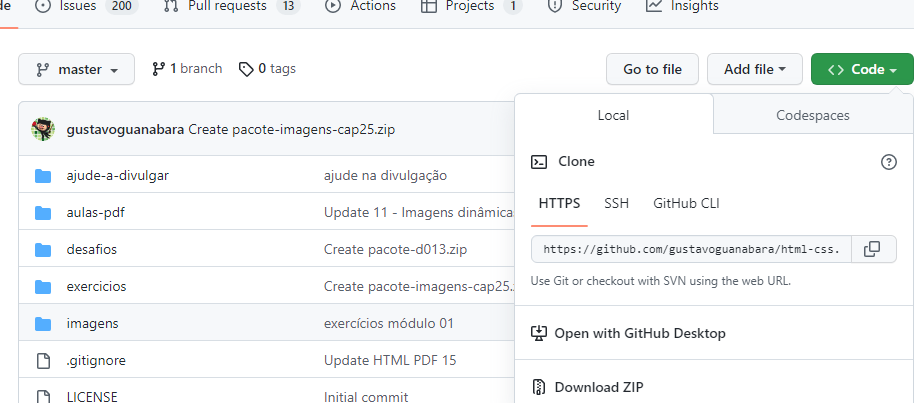 de Issues 200 Pull requests 13 Actions Projects 1 Security Insights
master 1 branch 0 tags Go to file Add file Code
gustavoguanabara Create pacote-imagens-cap25.zip
Local Codespaces
Clone
ajude-a-divulgar ajude na divulgação
HTTPS SSH GitHub CLI
aulas-pdf Update 11 - Imagens dinâmica
desafios Create pacote-d013.zip
https://github.com/gustavoguanabara/html-css.
Use Git or checkout with SVN using the web URL.
exercicios Create pacote-imagens-cap25.
imagens exercícios módulo 01
Open with GitHub Desktop
.gitignore Update HTML PDF 15
Download ZIP
LICENSE Initial commit